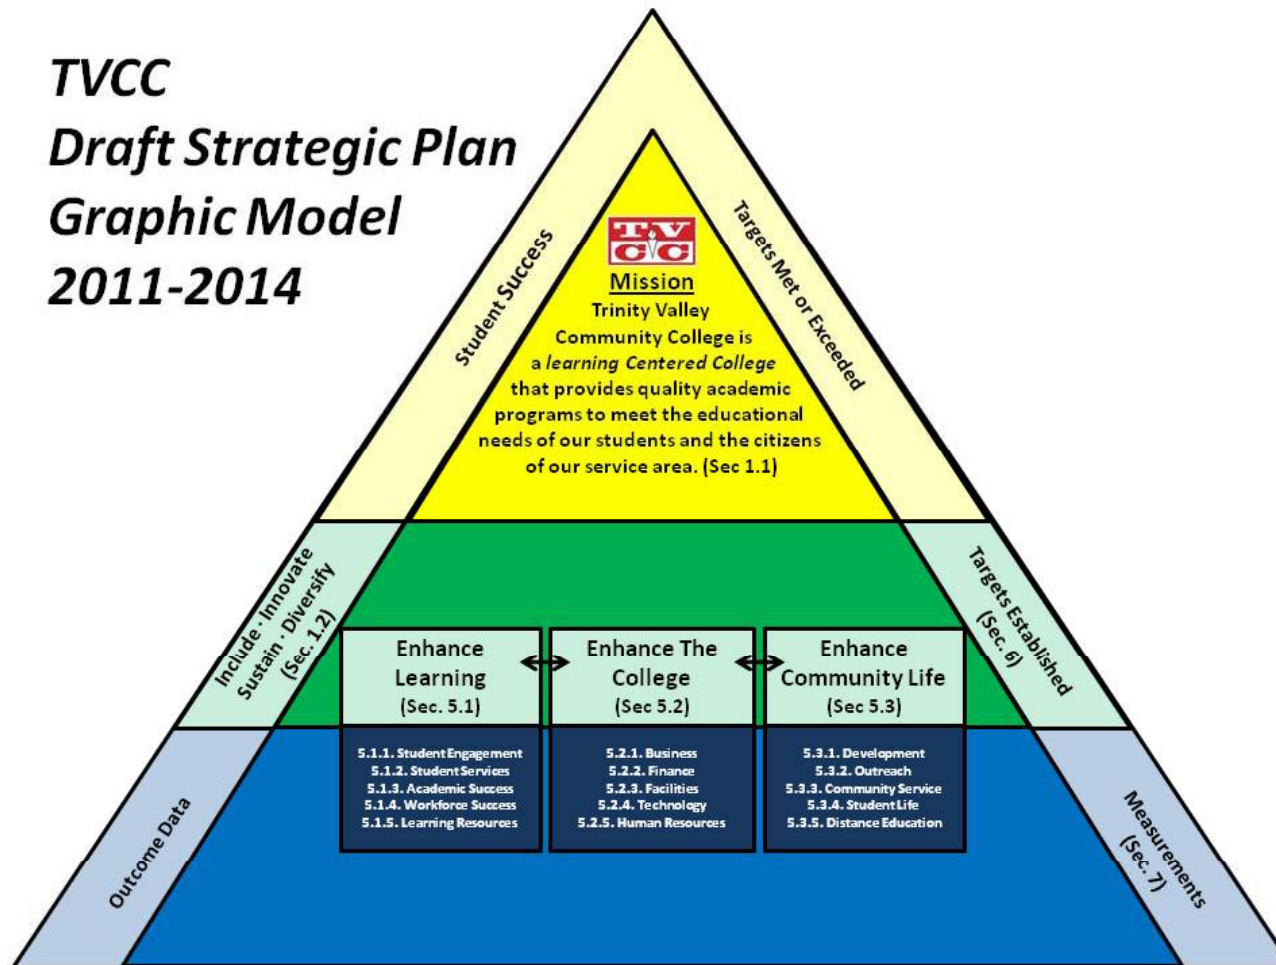 TVCC
Draft Strategic Plan
Graphic Model
2011-2014
Student Success
Targets Met or Exceeded
TV
CC
Mission
Trinity Valley
Community College is
a learning Centered College
that provides quality academic
programs to meet the educational
needs of our students and the citizens
of our service area. (Sec 1.1)
Include · Innovate
Sustain · Diversify
(Sec. 1.2)
Targets Established
(Sec. 6)
Enhance
Learning
(Sec. 5.1)
Enhance The
College
(Sec 5.2)
Enhance
Community Life
(Sec 5.3)
Outcome Data
5.1.1. Student Engagement
5.1.2. Student Services
5.1.3. Academic Success
5.1.4. Workforce Success
5.1.5. Learning Resources
5.2.1. Business
5.2.2. Finance
5.2.3. Facilities
5.2.4. Technology
5.2.5. Human Resources
5.3.1. Development
5.3.2. Outreach
5.3.3. Community Service
5.3.4. Student Life
5.3.5. Distance Education
Measurements
(Sec. 7)